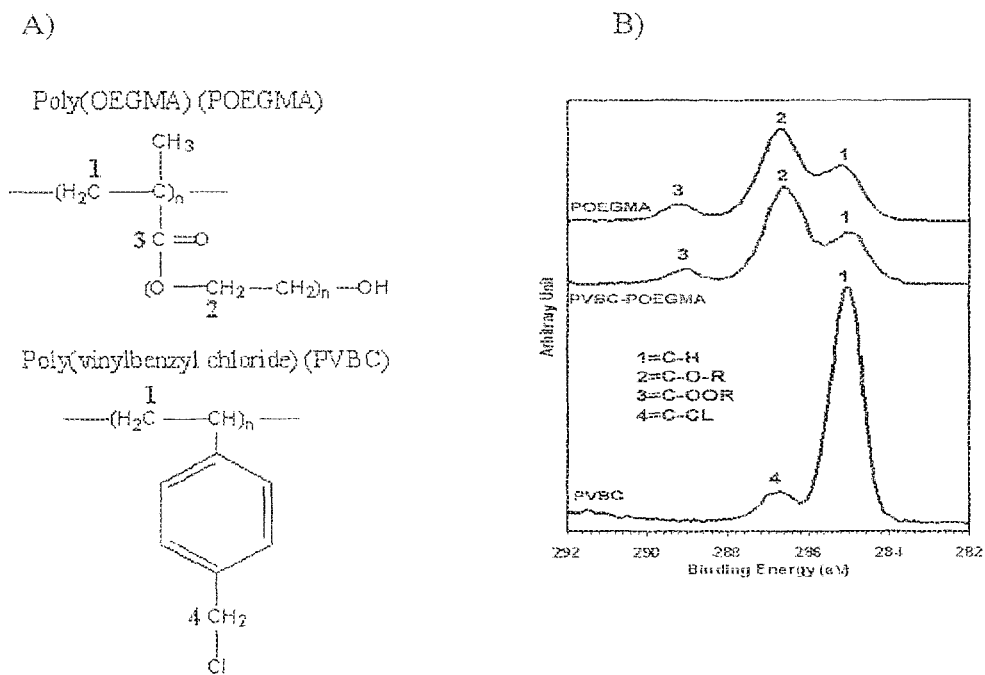 A)
Poly(OEGMA) (POEGMA)
CH3
1
(H2C
C)n
3 C=O
(O
CH2
CH2)n
OH
2
Poly(vinylbenzyl chloride) (PVBC)
1
(H2C
CH)n
4 CH2
Cl
B)
2
1
3
POEGMA
2
1
3
PVBC-POEGMA
1
1=C-H
2=C-O-R
3=C-OOR
4=C-CL
4
PVBC
Arbitrary Unit
292 290 288 286 284 282
Binding Energy (eV)